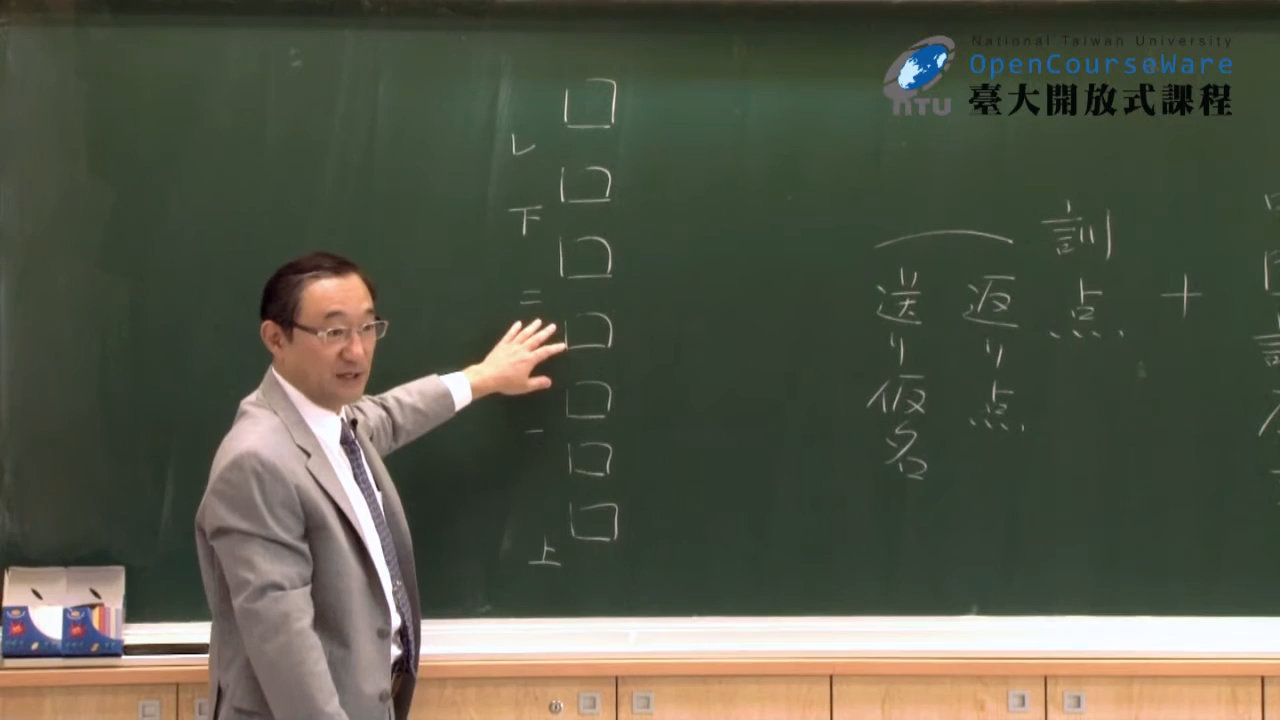 National Taiwan University
OpenCourseWare
臺大開放式課程
NTU
訓点
返り点
送り仮名
+
レ
下
二
一
上